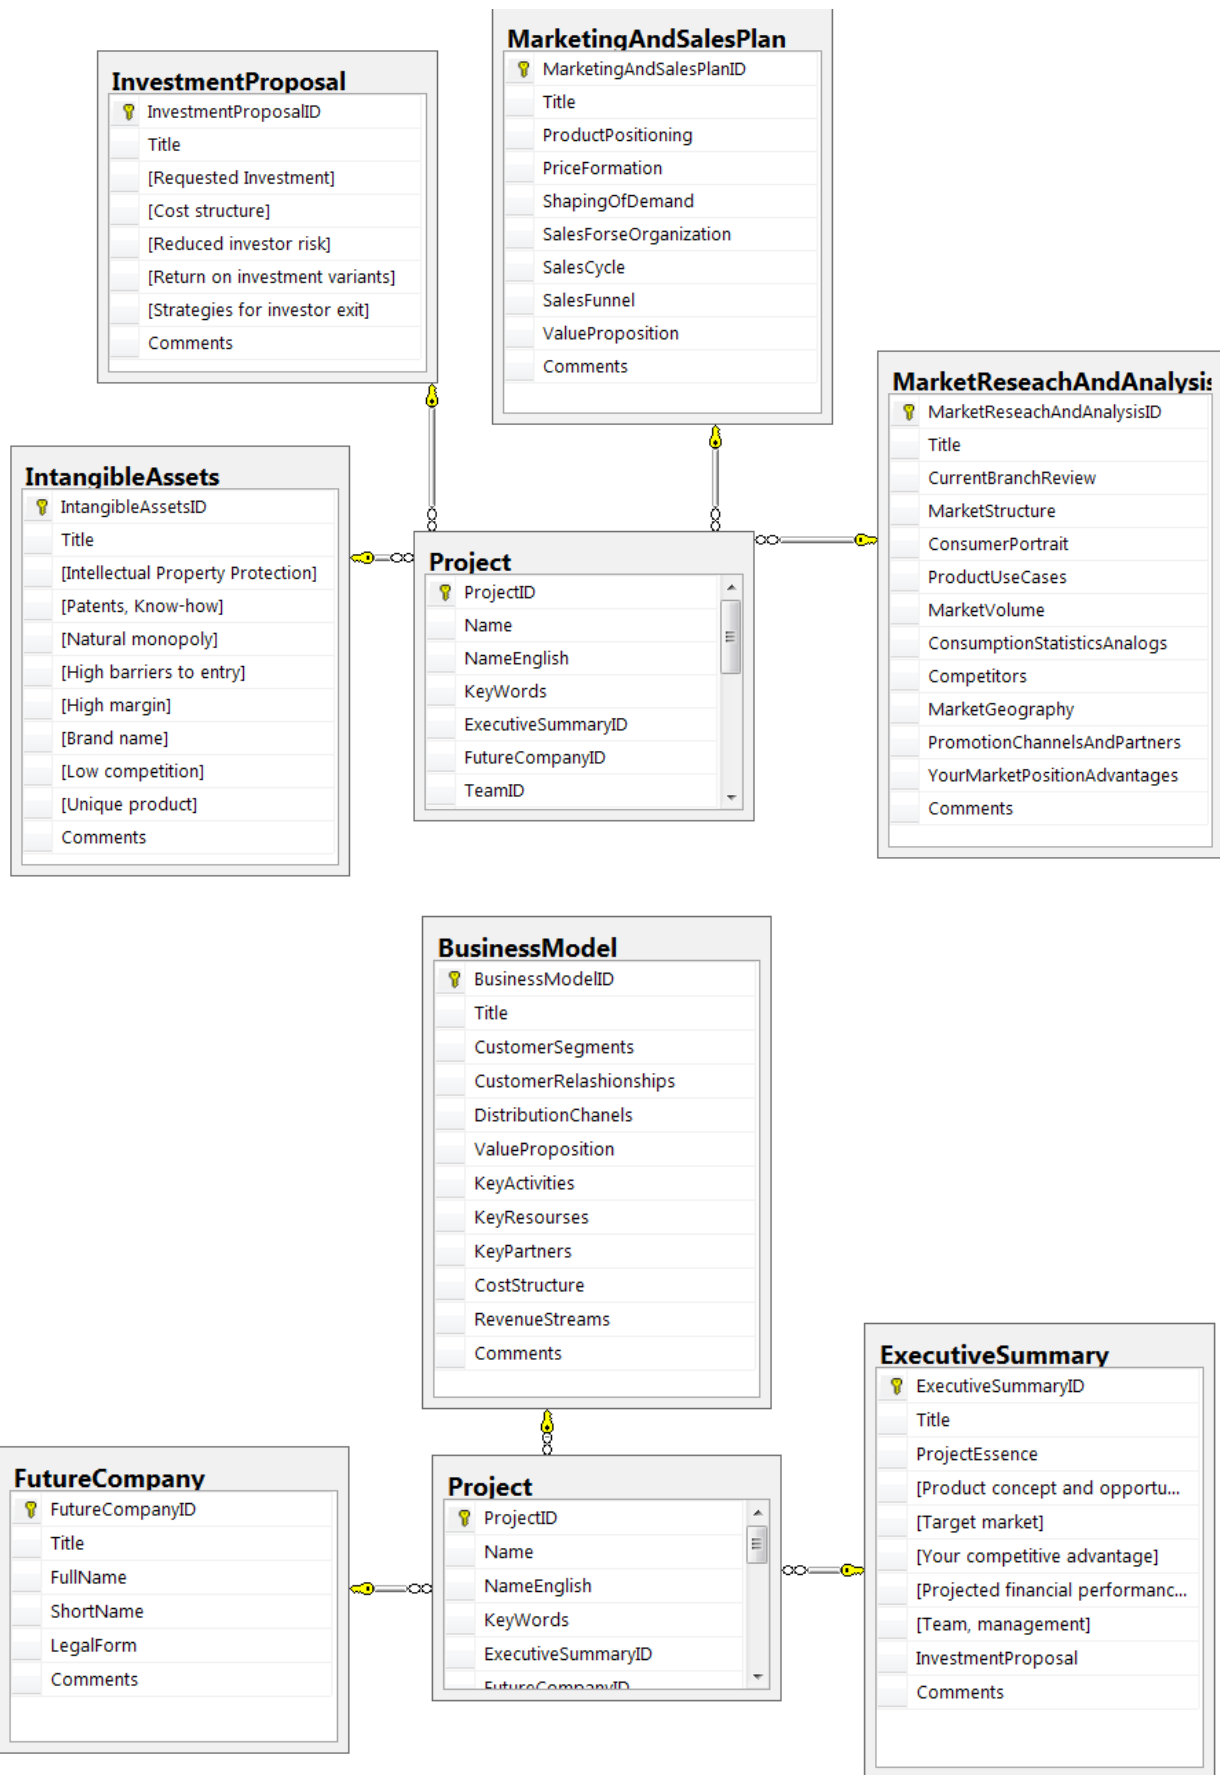 InvestmentProposal
InvestmentProposalID
Title
[Requested Investment]
[Cost structure]
[Reduced investor risk]
[Return on investment variants]
[Strategies for investor exit]
Comments
MarketingAndSalesPlan
MarketingAndSalesPlanID
Title
ProductPositioning
PriceFormation
ShapingOfDemand
SalesForseOrganization
SalesCycle
SalesFunnel
ValueProposition
Comments
MarketReseachAndAnalysis
MarketReseachAndAnalysisID
Title
CurrentBranchReview
MarketStructure
ConsumerPortrait
ProductUseCases
MarketVolume
ConsumptionStatisticsAnalogs
Competitors
MarketGeography
PromotionChannelsAndPartners
YourMarketPositionAdvantages
Comments
IntangibleAssets
IntangibleAssetsID
Title
[Intellectual Property Protection]
[Patents, Know-how]
[Natural monopoly]
[High barriers to entry]
[High margin]
[Brand name]
[Low competition]
[Unique product]
Comments
Project
ProjectID
Name
NameEnglish
KeyWords
ExecutiveSummaryID
FutureCompanyID
TeamID
BusinessModel
BusinessModelID
Title
CustomerSegments
CustomerRelashionships
DistributionChanels
ValueProposition
KeyActivities
KeyResourses
KeyPartners
CostStructure
RevenueStreams
Comments
FutureCompany
FutureCompanyID
Title
FullName
ShortName
LegalForm
Comments
Project
ProjectID
Name
NameEnglish
KeyWords
ExecutiveSummaryID
FutureCompanyID
ExecutiveSummary
ExecutiveSummaryID
Title
ProjectEssence
[Product concept and opportu...
[Target market]
[Your competitive advantage]
[Projected financial performanc...
[Team, management]
InvestmentProposal
Comments